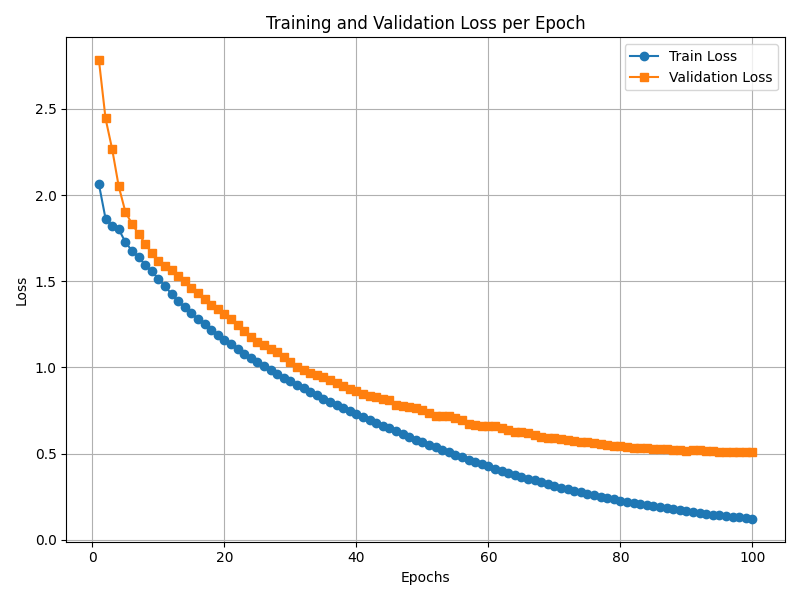 Training and Validation Loss per Epoch
Train Loss
Validation Loss
Loss
2.5
2.0
1.5
1.0
0.5
0.0
0 20 40 60 80 100
Epochs